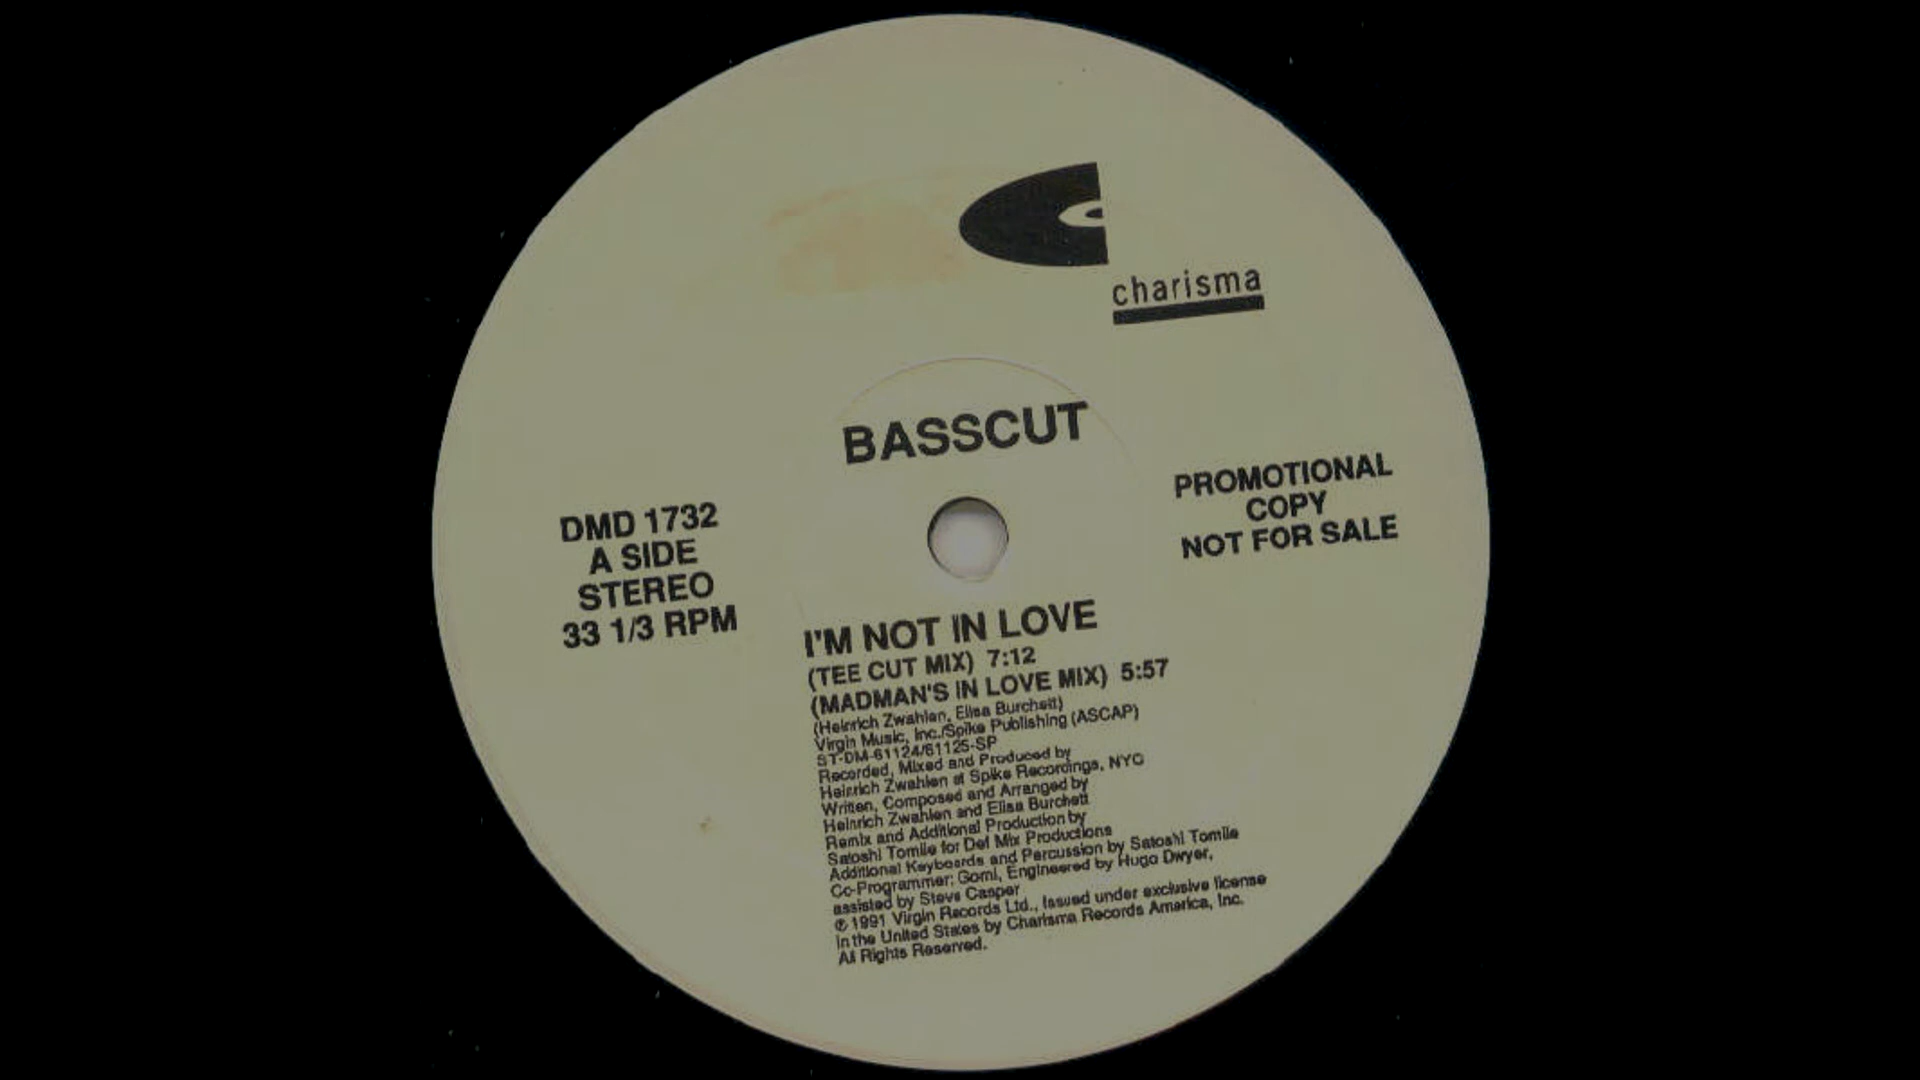 charisma
BASSCUT
DMD 1732
A SIDE
STEREO
33 1/3 RPM
PROMOTIONAL
COPY
NOT FOR SALE
I'M NOT IN LOVE
(TEE CUT MIX) 7:12
(MADMAN'S IN LOVE MIX) 5:57
(Heinrich Zwahlen, Elisa Burchett)
Virgin Music, Inc./Spike Publishing (ASCAP)
ST-DM-61124/61125-SP
Recorded, Mixed and Produced by
Heinrich Zwahlen at Spike Recordings, NYC
Written, Composed and Arranged by
Heinrich Zwahlen and Elisa Burchett
Remix and Additional Production by
Satoshi Tomiie for Def Mix Productions
Additional Keyboards and Percussion by Satoshi Tomiie
Co-Programmer: Gomi, Engineered by Hugo Dwyer,
assisted by Steve Casper
℗ 1991 Virgin Records Ltd., Issued under exclusive license
in the United States by Charisma Records America, Inc.
All Rights Reserved.